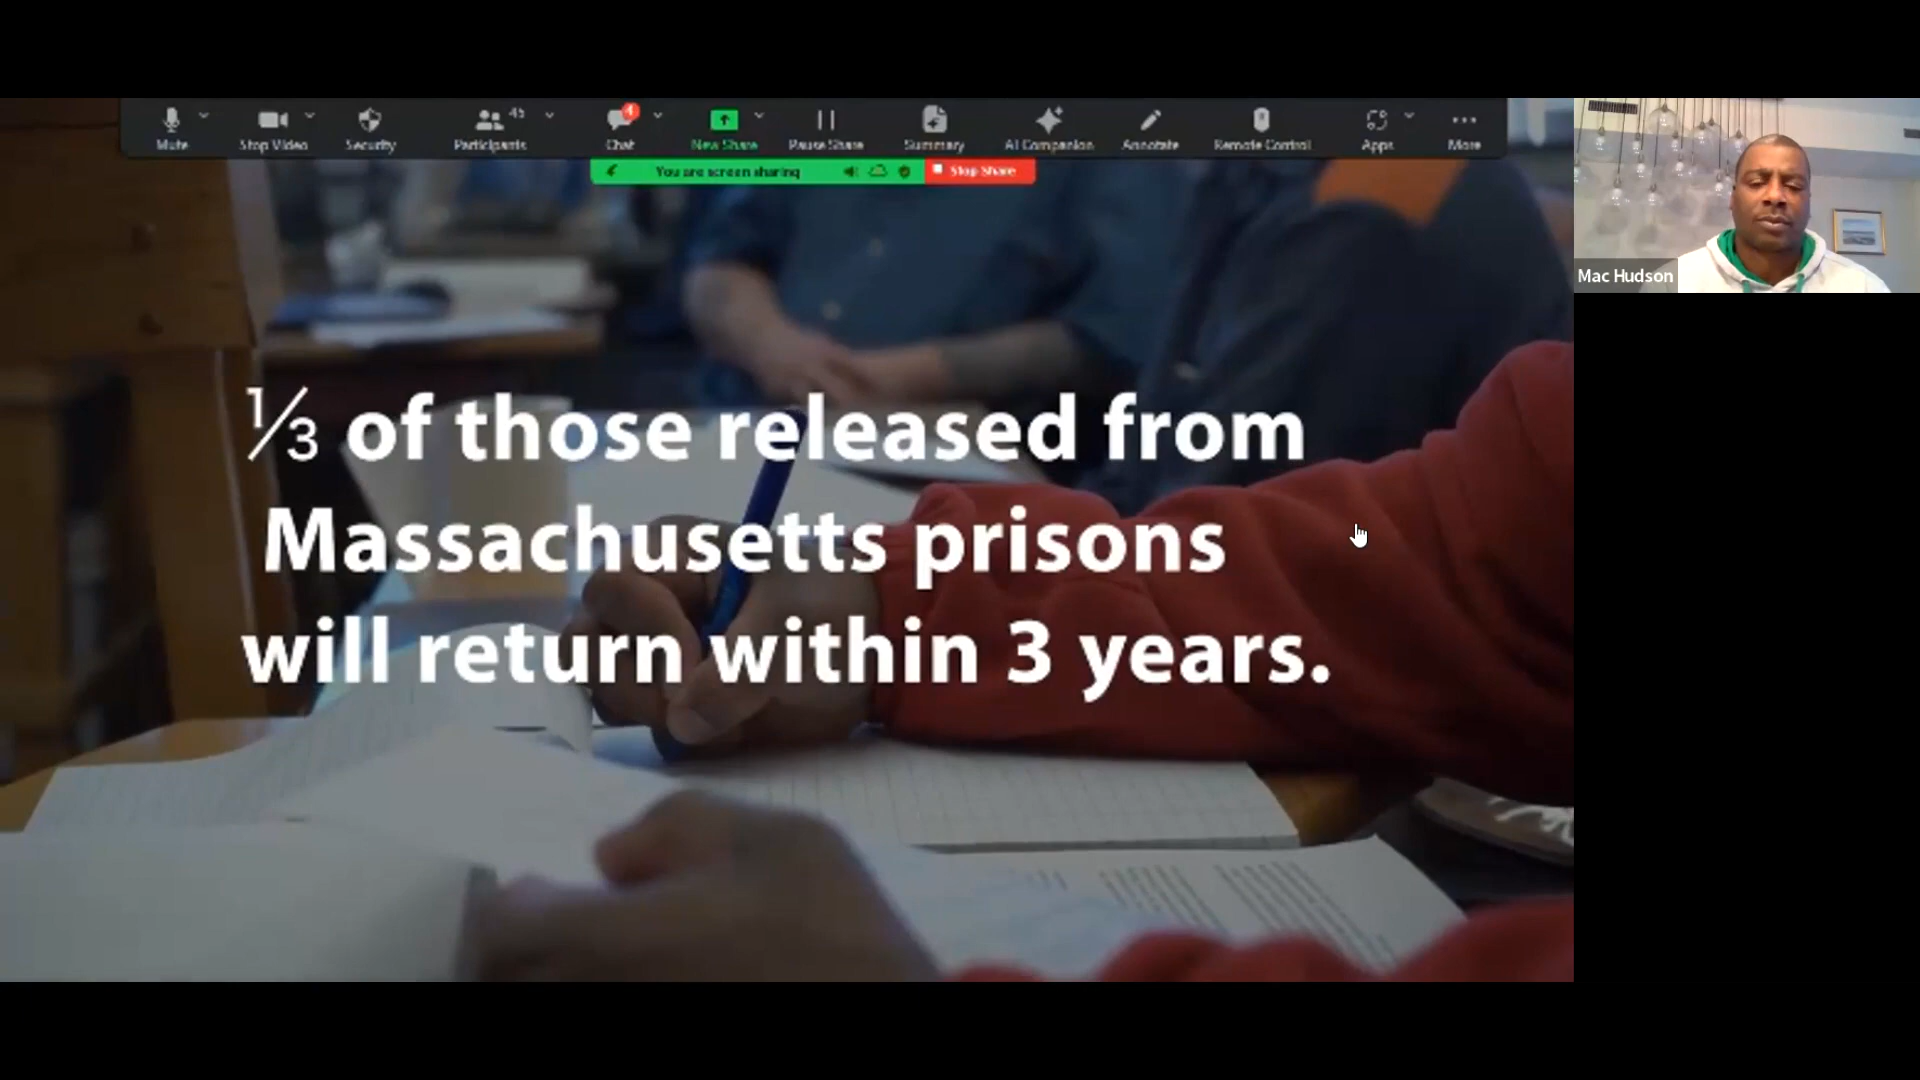 45
4
Mute
Stop Video
Security
Participants
Chat
New Share
Pause Share
Summary
AI Companion
Annotate
Remote Control
Apps
More
You are screen sharing
Stop Share
Mac Hudson
⅓ of those released from
Massachusetts prisons
will return within 3 years.